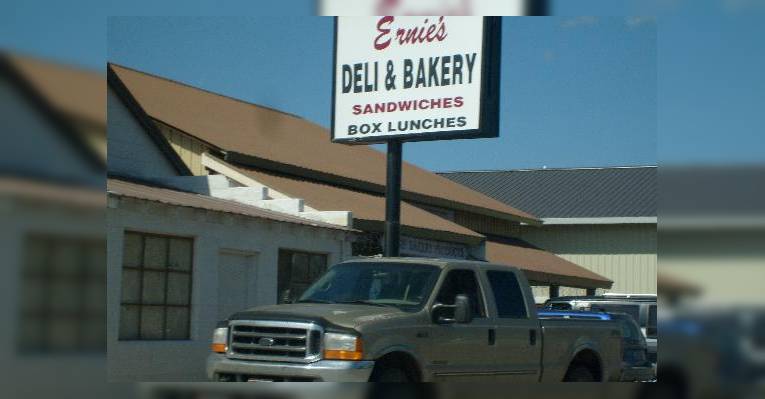 Ernie's
DELI & BAKERY
SANDWICHES
BOX LUNCHES